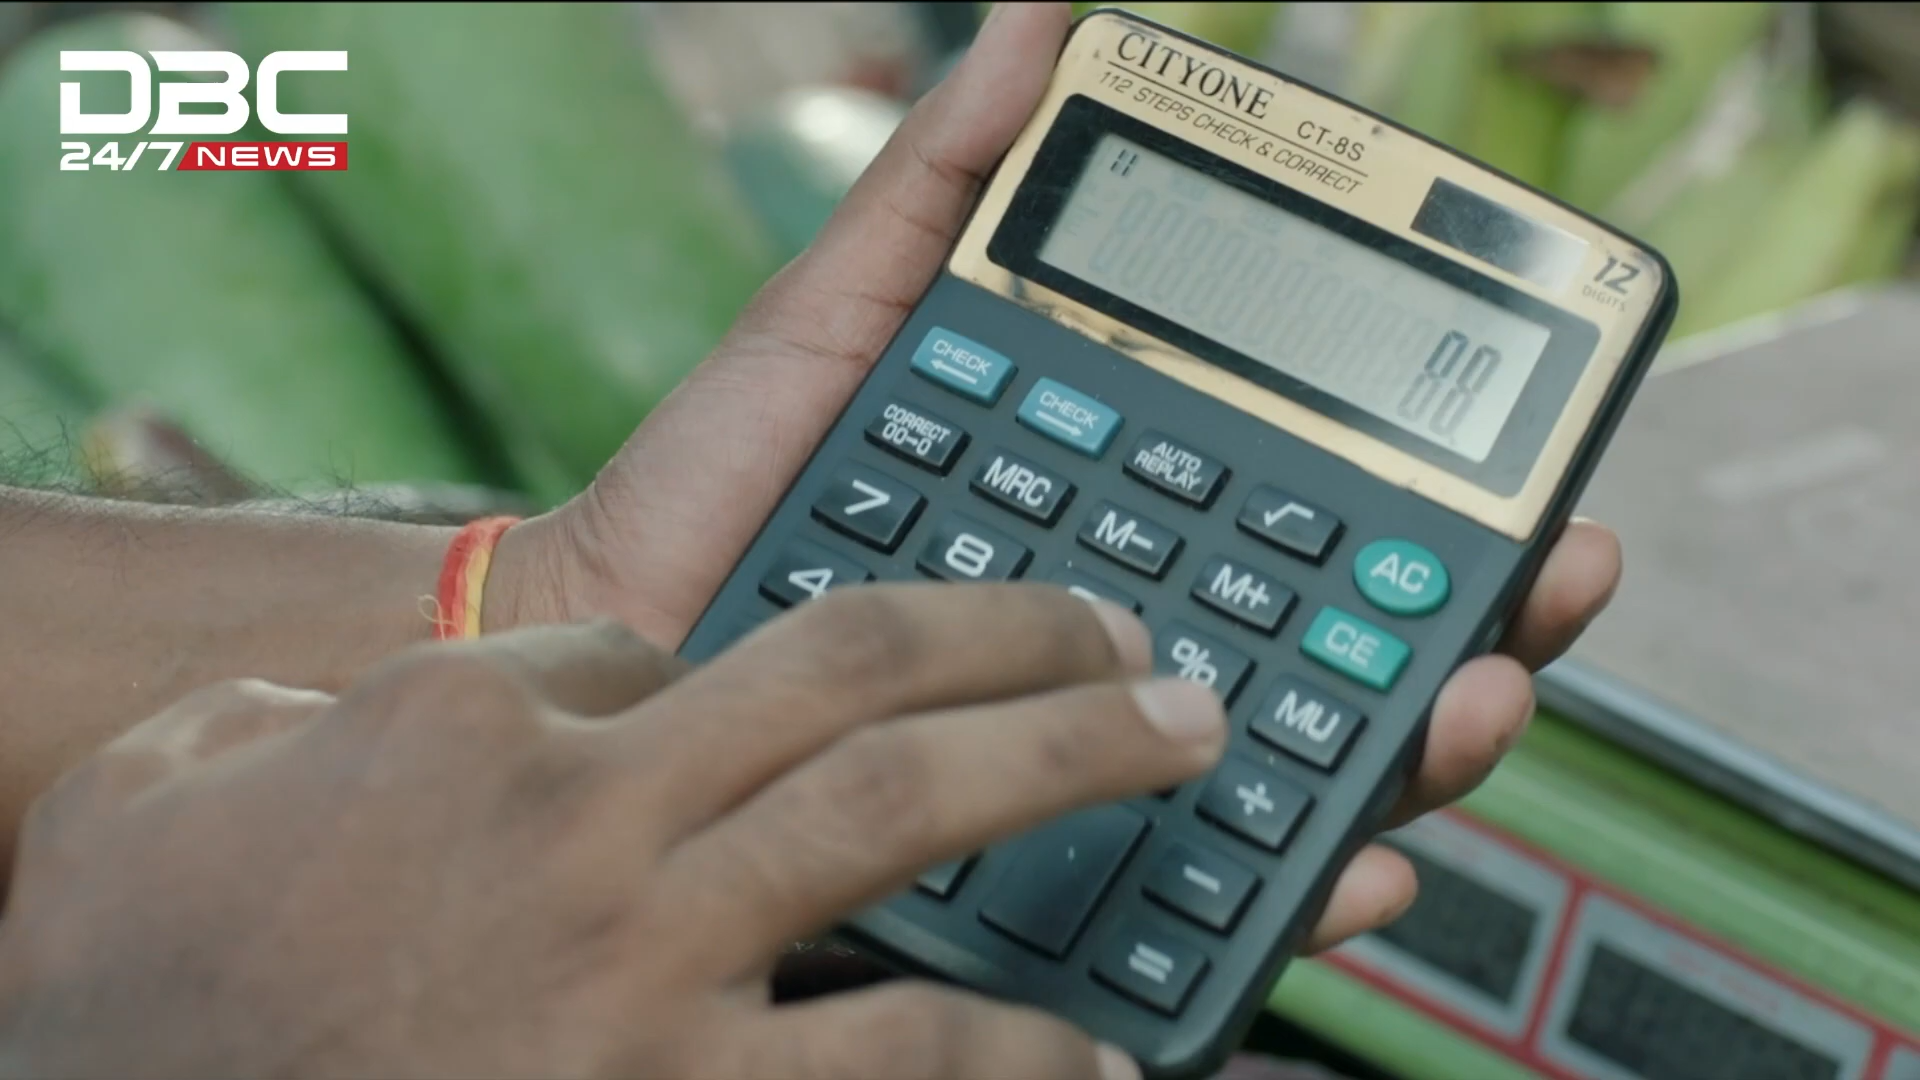 DBC
24/7 NEWS
CITYONE
112 STEPS CHECK & CORRECT
CT-8S
12
DIGITS
CHECK
CHECK
CORRECT
00→0
AUTO
REPLAY
MRC
√
7
M−
AC
8
M+
4
CE
%
MU
÷
−
=